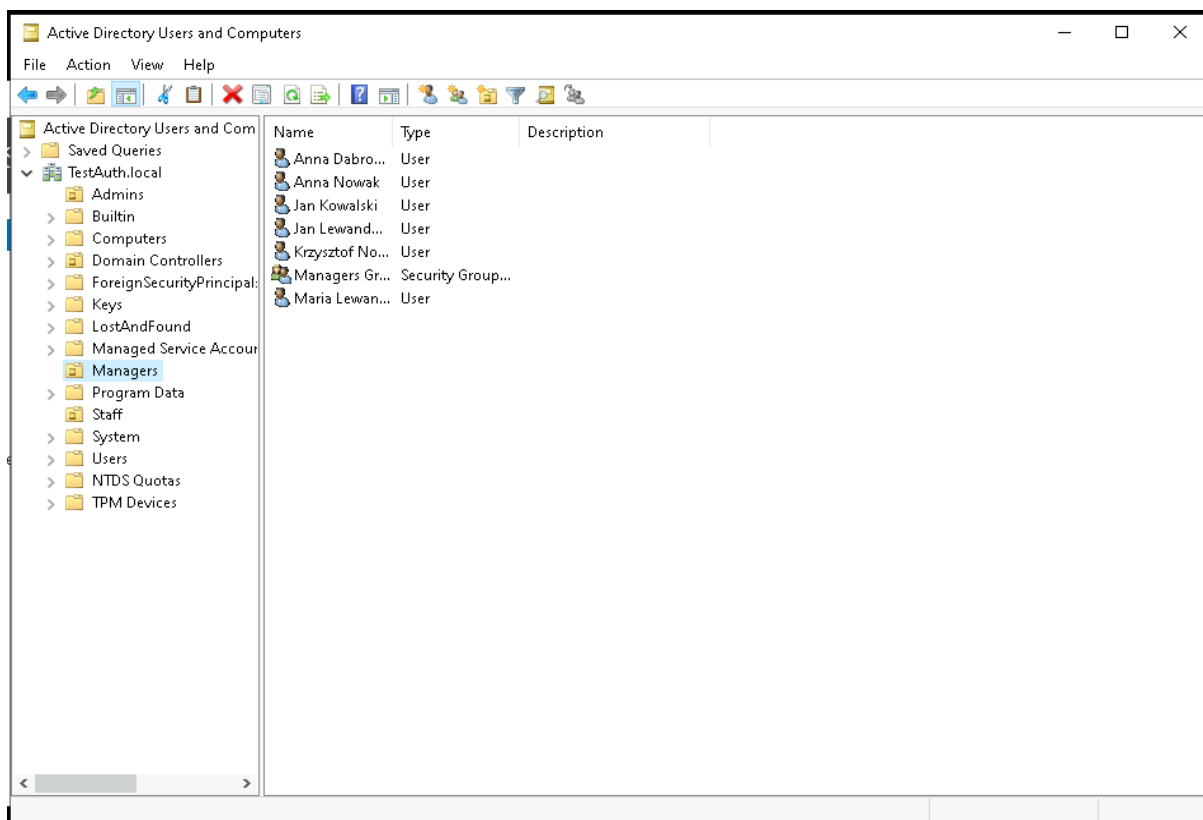 Active Directory Users and Computers
File Action View Help
Active Directory Users and Com
Saved Queries
TestAuth.local
Admins
Builtin
Computers
Domain Controllers
ForeignSecurityPrincipal:
Keys
LostAndFound
Managed Service Accour
Managers
Program Data
Staff
System
Users
NTDS Quotas
TPM Devices
Name Type Description
Anna Dabro... User
Anna Nowak User
Jan Kowalski User
Jan Lewand... User
Krzysztof No... User
Managers Gr... Security Group...
Maria Lewan... User